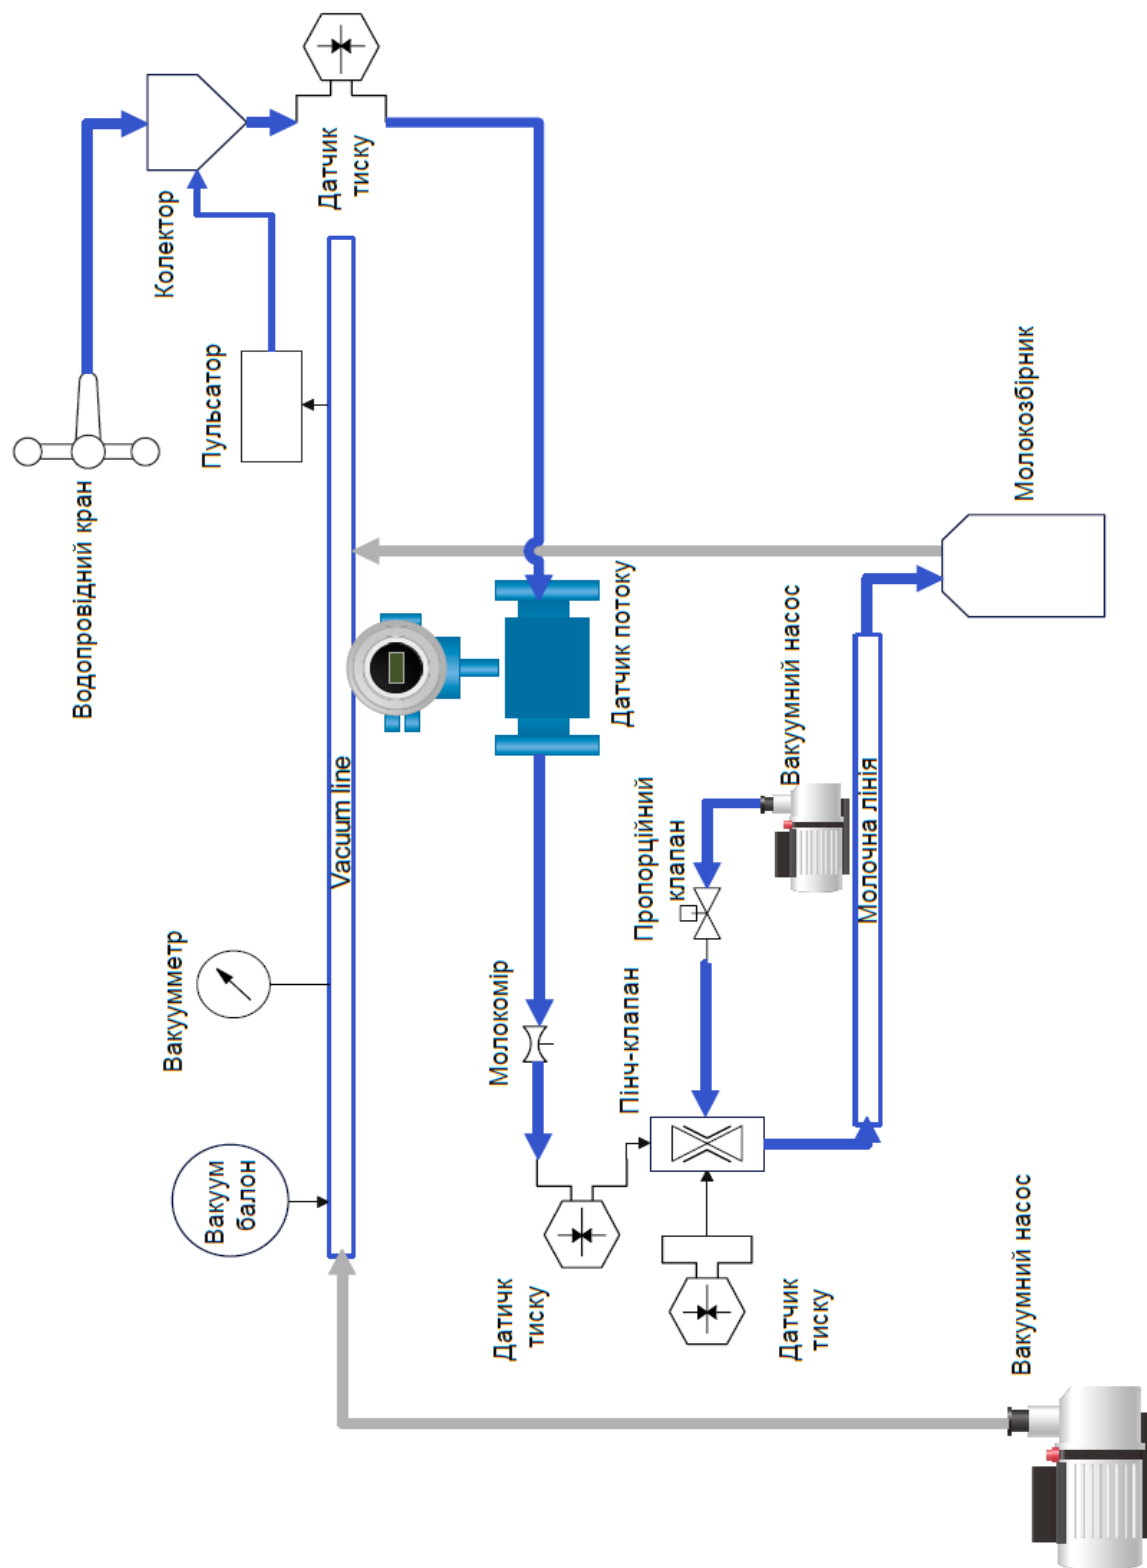 Водопровідний кран
Колектор
Датчик
тиску
Пульсатор
Vacuum line
Вакуумметр
Вакуум
балон
Датчик потоку
Молокомір
Датичк
тиску
Пінч-клапан
Пропорційний
клапан
Вакуумний насос
Датчик
тиску
Молочна лінія
Молокозбірник
Вакуумний насос